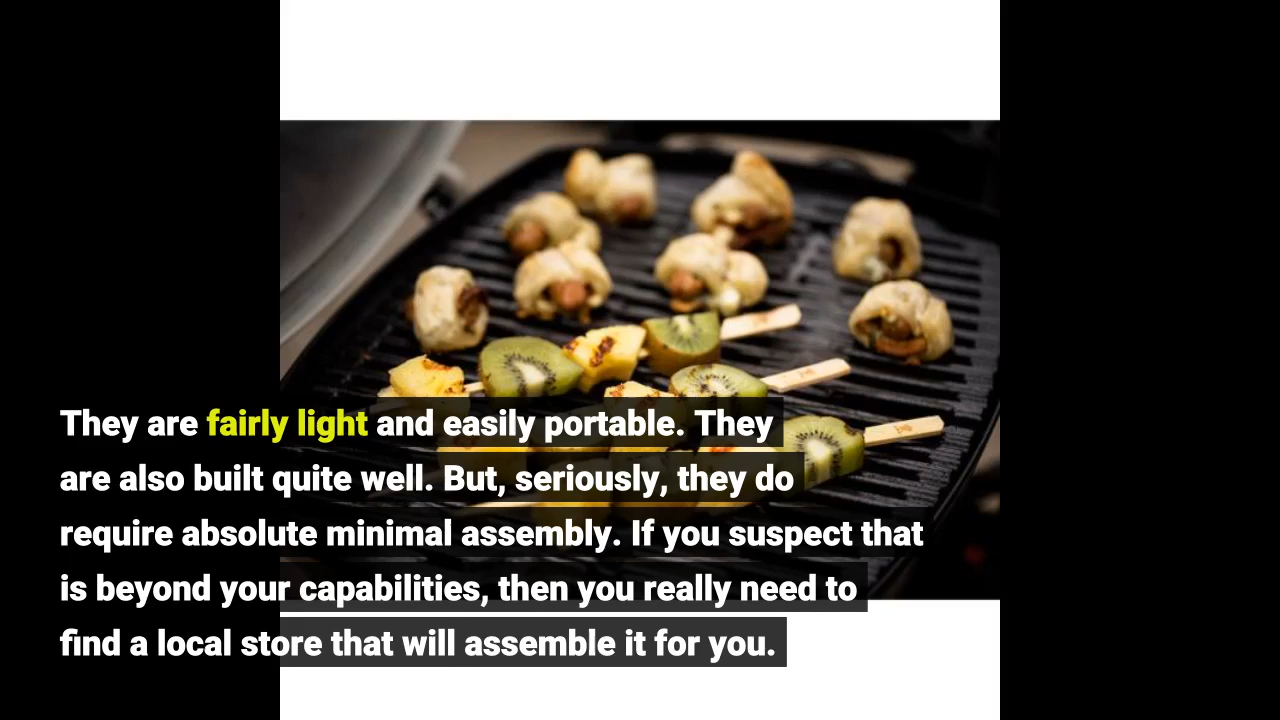 They are fairly light and easily portable. They
are also built quite well. But, seriously, they do
require absolute minimal assembly. If you suspect that
is beyond your capabilities, then you really need to
find a local store that will assemble it for you.